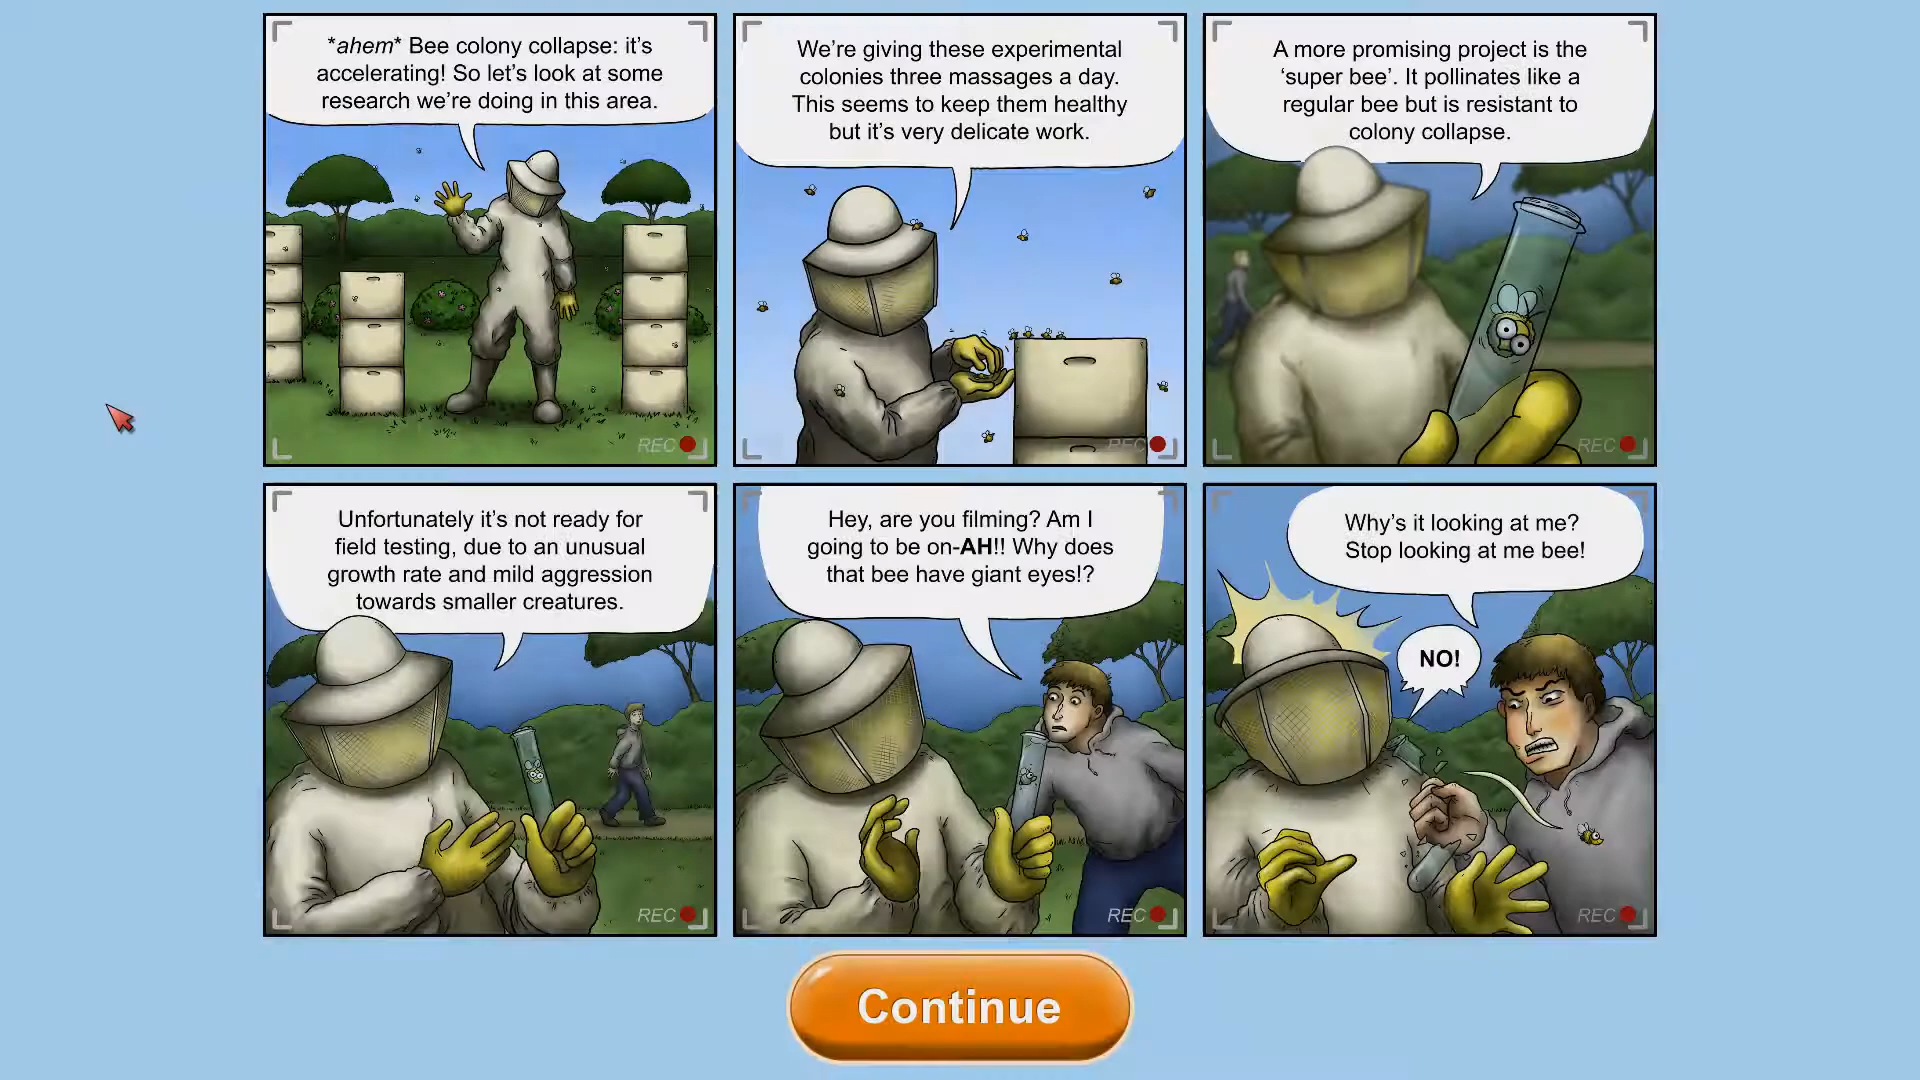 *ahem* Bee colony collapse: it’s
accelerating! So let’s look at some
research we’re doing in this area.
REC
We’re giving these experimental
colonies three massages a day.
This seems to keep them healthy
but it’s very delicate work.
REC
A more promising project is the
‘super bee’. It pollinates like a
regular bee but is resistant to
colony collapse.
REC
Unfortunately it’s not ready for
field testing, due to an unusual
growth rate and mild aggression
towards smaller creatures.
REC
Hey, are you filming? Am I
going to be on-AH!! Why does
that bee have giant eyes!?
REC
Why’s it looking at me?
Stop looking at me bee!
NO!
REC
Continue